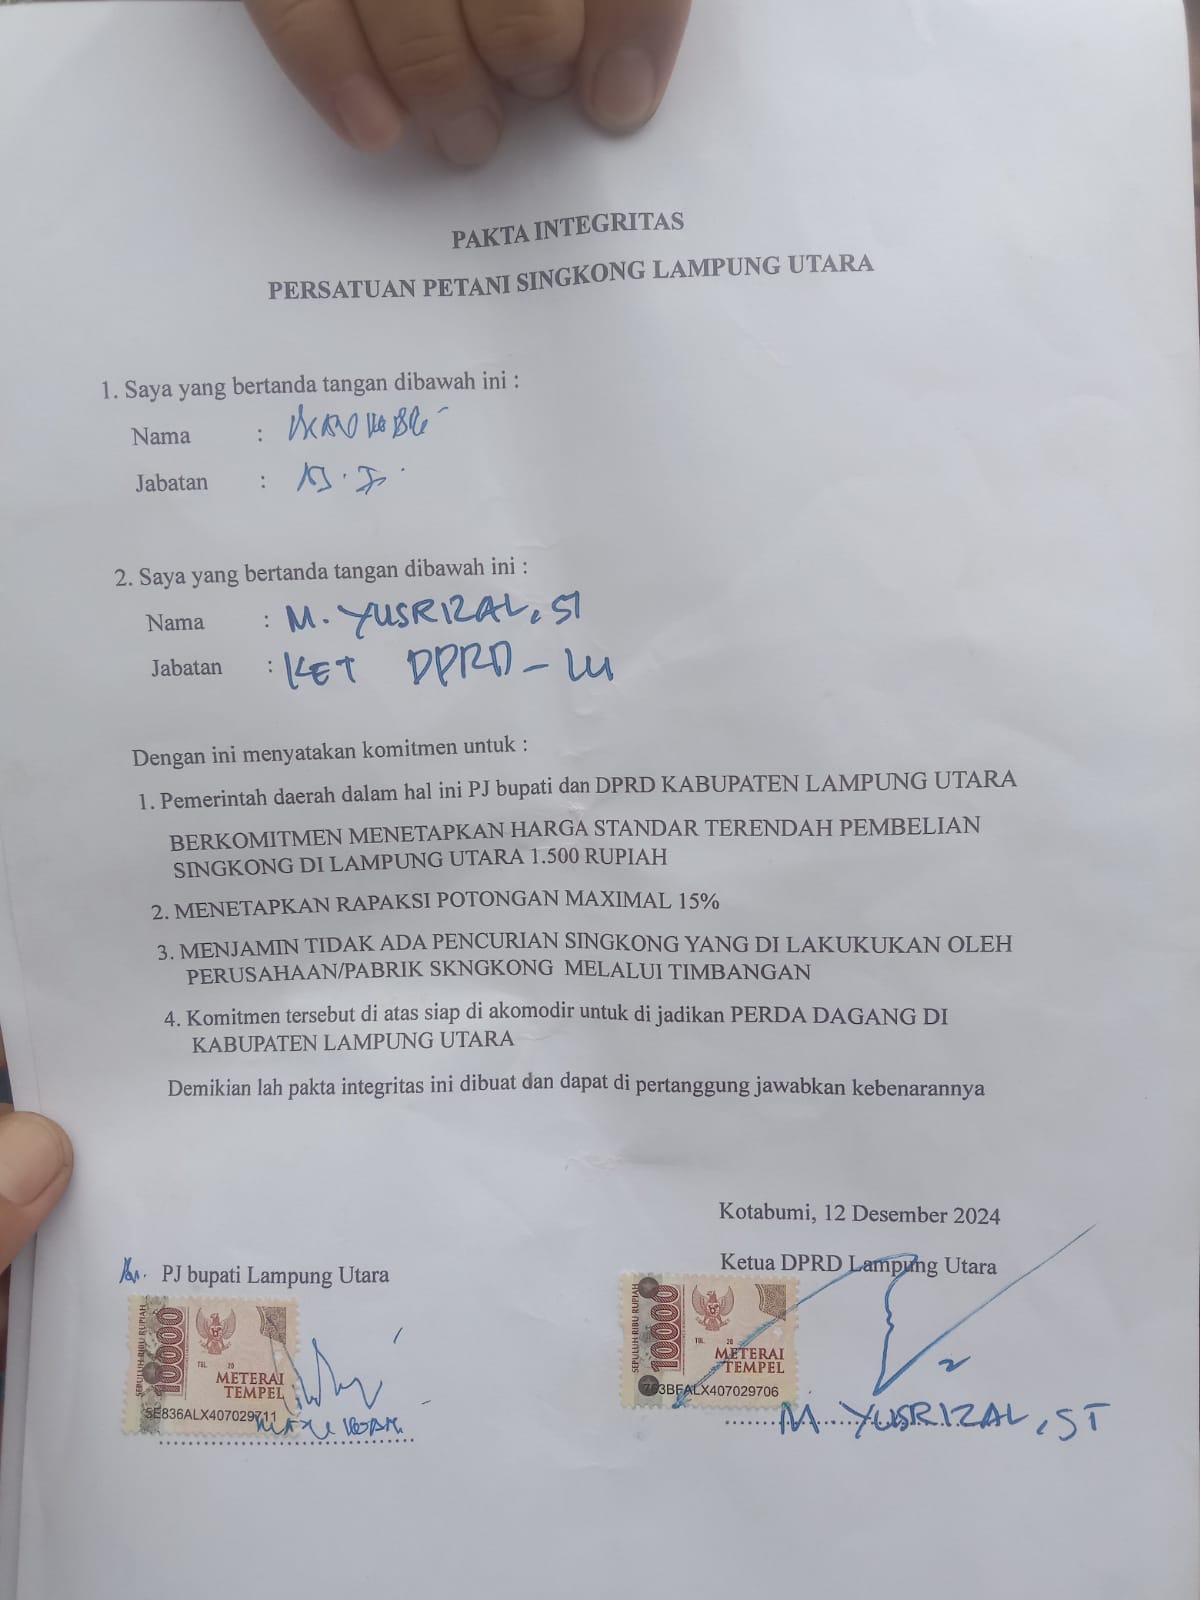 PAKTA INTEGRITAS
PERSATUAN PETANI SINGKONG LAMPUNG UTARA
1. Saya yang bertanda tangan dibawah ini :
Nama :
Jabatan :
2. Saya yang bertanda tangan dibawah ini :
Nama : M. YUSRIZAL, ST
Jabatan : KET DPRD - LU
Dengan ini menyatakan komitmen untuk :
1. Pemerintah daerah dalam hal ini PJ bupati dan DPRD KABUPATEN LAMPUNG UTARA
BERKOMITMEN MENETAPKAN HARGA STANDAR TERENDAH PEMBELIAN
SINGKONG DI LAMPUNG UTARA 1.500 RUPIAH
2. MENETAPKAN RAPAKSI POTONGAN MAXIMAL 15%
3. MENJAMIN TIDAK ADA PENCURIAN SINGKONG YANG DI LAKUKUKAN OLEH
PERUSAHAAN/PABRIK SKNGKONG MELALUI TIMBANGAN
4. Komitmen tersebut di atas siap di akomodir untuk di jadikan PERDA DAGANG DI
KABUPATEN LAMPUNG UTARA
Demikian lah pakta integritas ini dibuat dan dapat di pertanggung jawabkan kebenarannya
Kotabumi, 12 Desember 2024
PJ bupati Lampung Utara
Ketua DPRD Lampung Utara
SEPULUH RIBU RUPIAH
10000
TGL. 20
METERAI
TEMPEL
5E836ALX407029711
SEPULUH RIBU RUPIAH
10000
TGL. 20
METERAI
TEMPEL
763BFALX407029706
M YUSRIZAL, ST